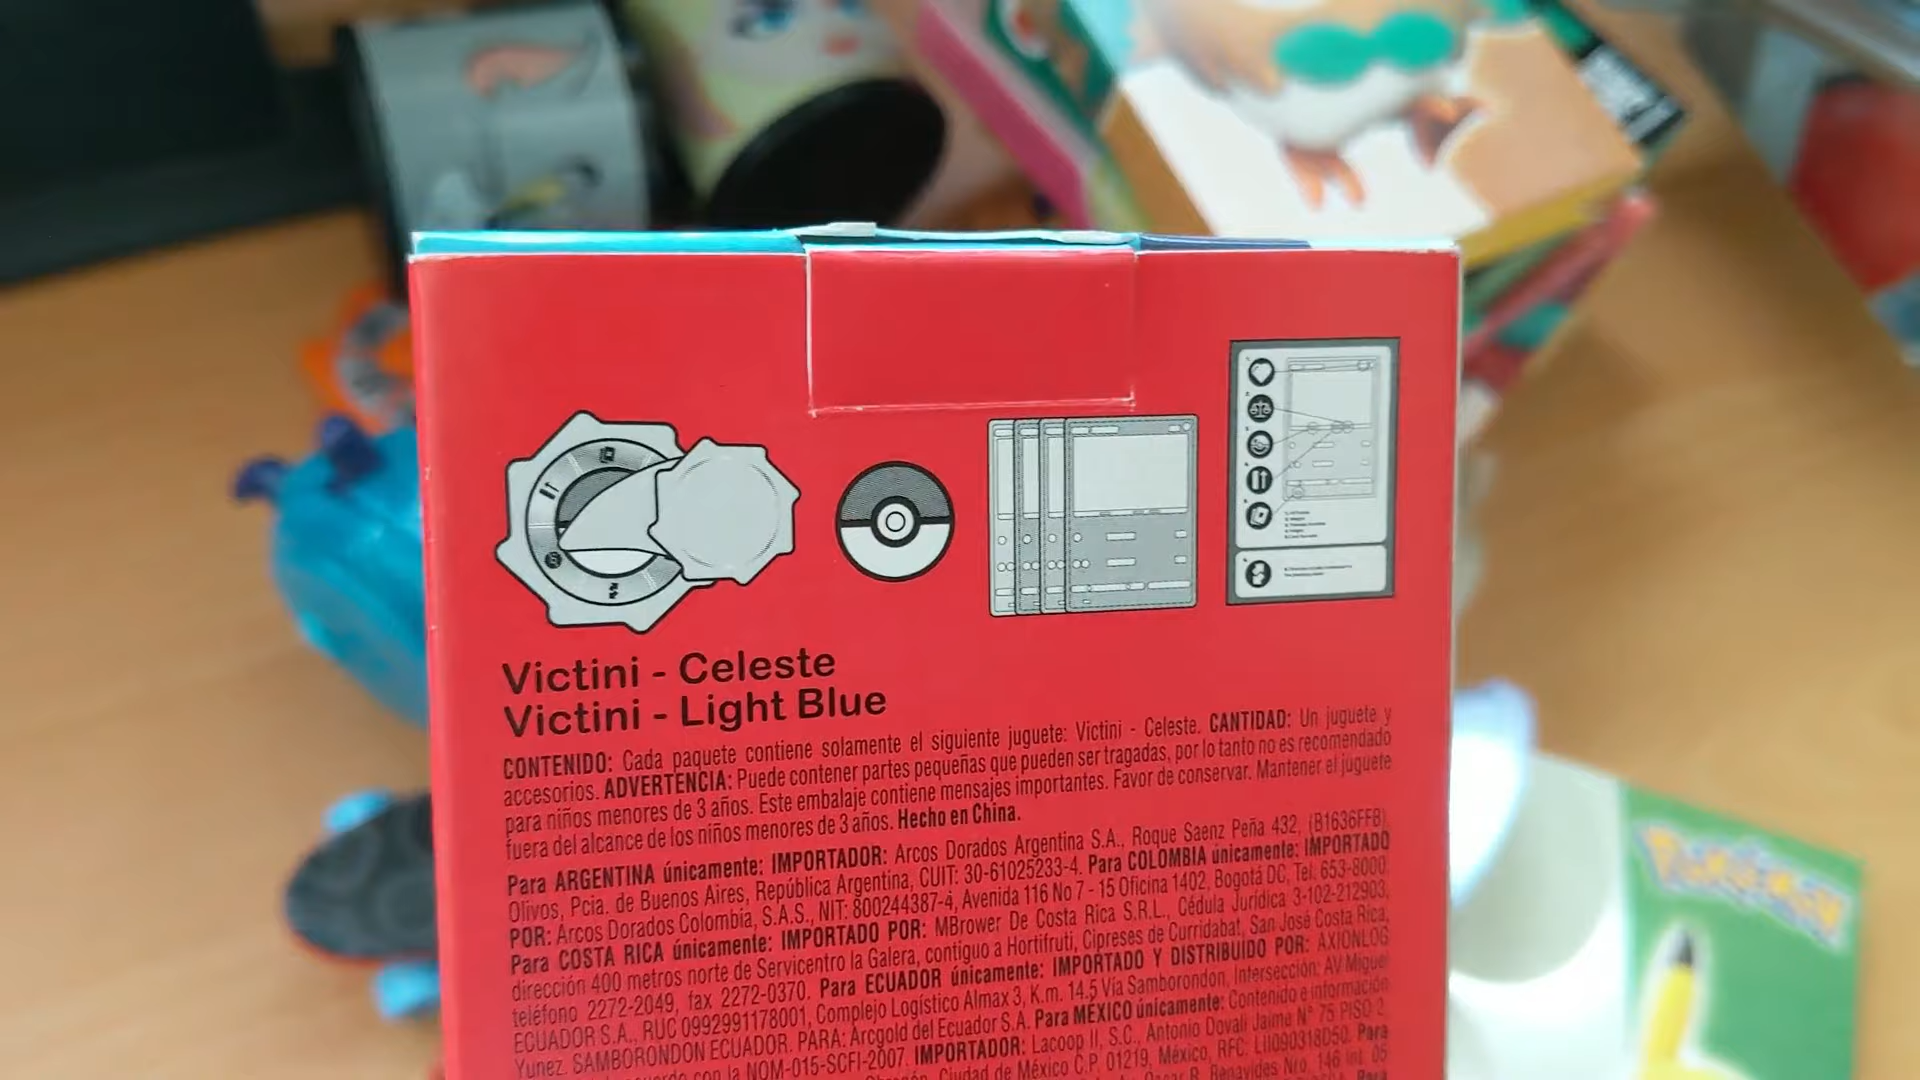 Victini - Celeste
Victini - Light Blue
CONTENIDO: Cada paquete contiene solamente el siguiente juguete: Victini - Celeste. CANTIDAD: Un juguete y
accesorios. ADVERTENCIA: Puede contener partes pequeñas que pueden ser tragadas, por lo tanto no es recomendado
para niños menores de 3 años. Este embalaje contiene mensajes importantes. Favor de conservar. Mantener el juguete
fuera del alcance de los niños menores de 3 años. Hecho en China.
Para ARGENTINA únicamente: IMPORTADOR: Arcos Dorados Argentina S.A., Roque Saenz Peña 432, (B1636FFB),
Olivos, Pcia. de Buenos Aires, República Argentina, CUIT: 30-61025233-4. Para COLOMBIA únicamente: IMPORTADO
POR: Arcos Dorados Colombia, S.A.S., NIT: 800244387-4, Avenida 116 No 7 - 15 Oficina 1402, Bogotá DC, Tel. 653-8000.
Para COSTA RICA únicamente: IMPORTADO POR: MBrower De Costa Rica S.R.L., Cédula Jurídica 3-102-212903,
dirección 400 metros norte de Servicentro la Galera, contiguo a Hortifruti, Cipreses de Curridabat, San José Costa Rica,
teléfono 2272-2049, fax 2272-0370. Para ECUADOR únicamente: IMPORTADO Y DISTRIBUIDO POR: AXIONLOG
ECUADOR S.A., RUC 0992991178001, Complejo Logístico Almax 3, K.m. 14.5 Vía Samborondon, Intersección: AV Miguel
Yunez. SAMBORONDON ECUADOR. PARA: Arcgold del Ecuador S.A. Para MÉXICO únicamente: Contenido e información
con la NOM-015-SCFI-2007. IMPORTADOR: Lacoop II, S.C., Antonio Dovali Jaime N° 75 PISO 2,
Ciudad de México C.P. 01219, México, RFC: LII090318050. Para
R. Benavides Nro. 146 Int. 06
POKÉMON